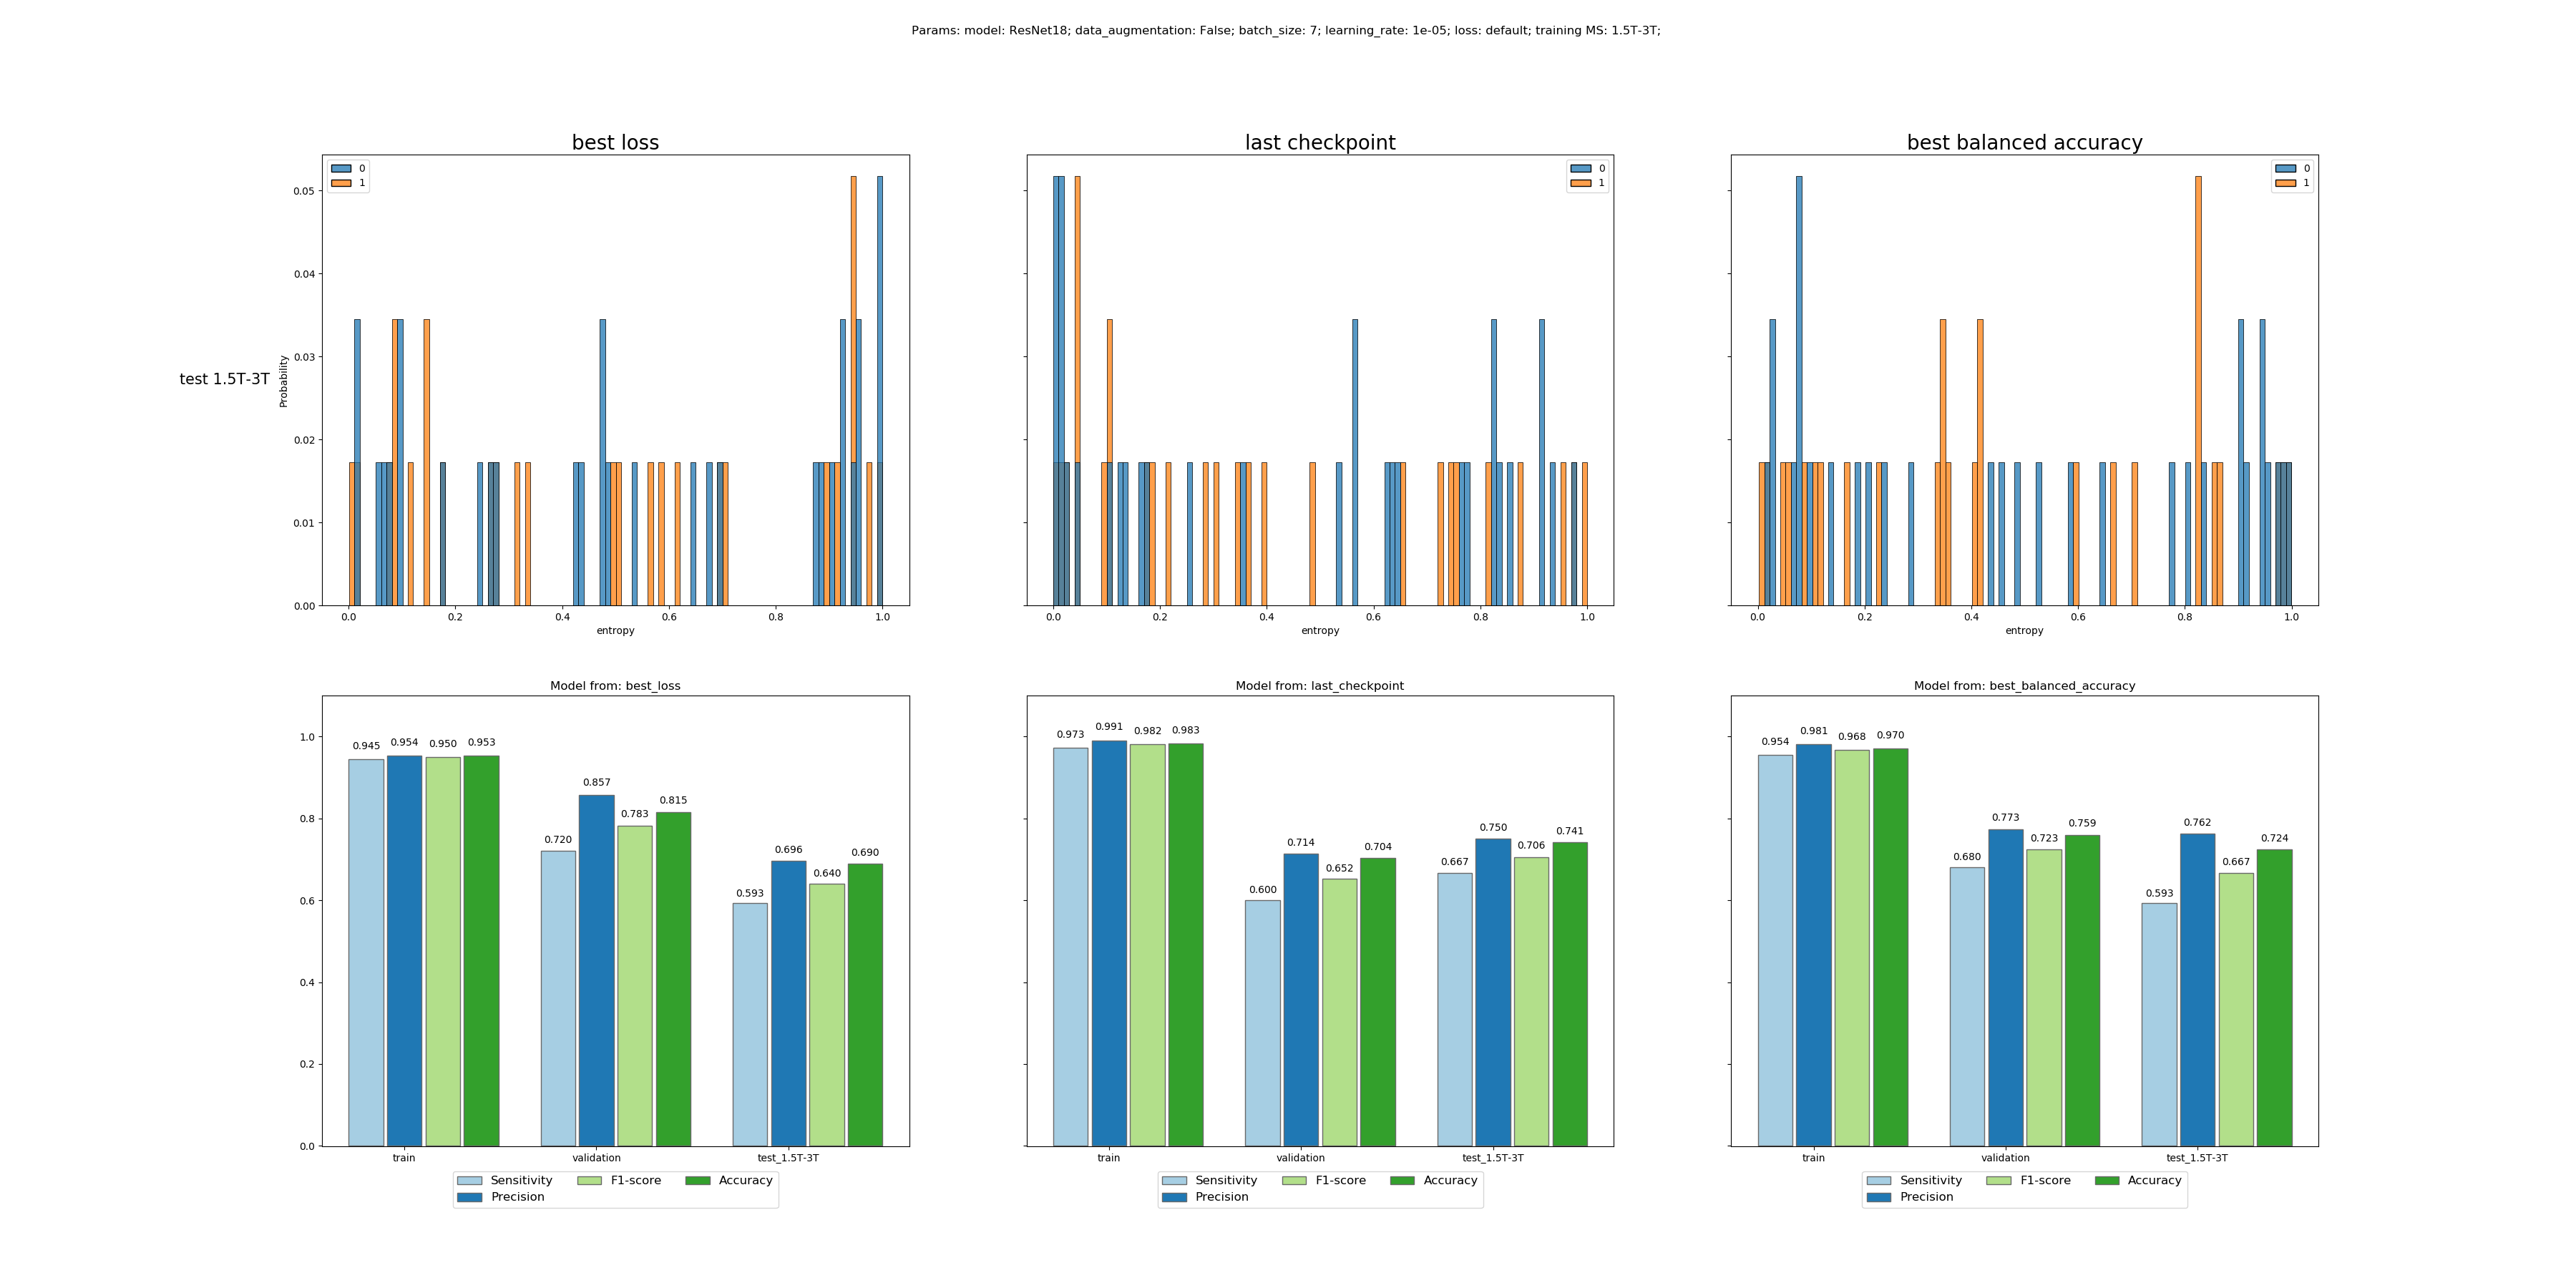 Params: model: ResNet18; data_augmentation: False; batch_size: 7; learning_rate: 1e-05; loss: default; training MS: 1.5T-3T;
best loss
last checkpoint
best balanced accuracy
0
1
0
1
0
1
test 1.5T-3T
Probability
0.05
0.04
0.03
0.02
0.01
0.00
0.0 0.2 0.4 0.6 0.8 1.0
entropy
0.0 0.2 0.4 0.6 0.8 1.0
entropy
0.0 0.2 0.4 0.6 0.8 1.0
entropy
Model from: best_loss
1.0
0.8
0.6
0.4
0.2
0.0
0.945 0.954 0.950 0.953
0.720 0.857 0.783 0.815
0.593 0.696 0.640 0.690
train validation test_1.5T-3T
Sensitivity F1-score Accuracy
Precision
Model from: last_checkpoint
0.973 0.991 0.982 0.983
0.600 0.714 0.652 0.704
0.667 0.750 0.706 0.741
train validation test_1.5T-3T
Sensitivity F1-score Accuracy
Precision
Model from: best_balanced_accuracy
0.954 0.981 0.968 0.970
0.680 0.773 0.723 0.759
0.593 0.762 0.667 0.724
train validation test_1.5T-3T
Sensitivity F1-score Accuracy
Precision